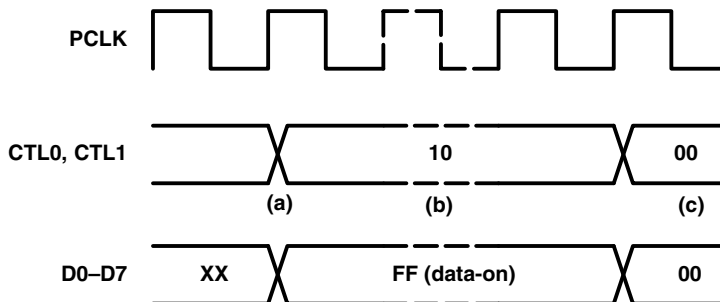 PCLK
CTL0, CTL1 10 00
(a) (b) (c)
D0–D7 XX FF (data-on) 00